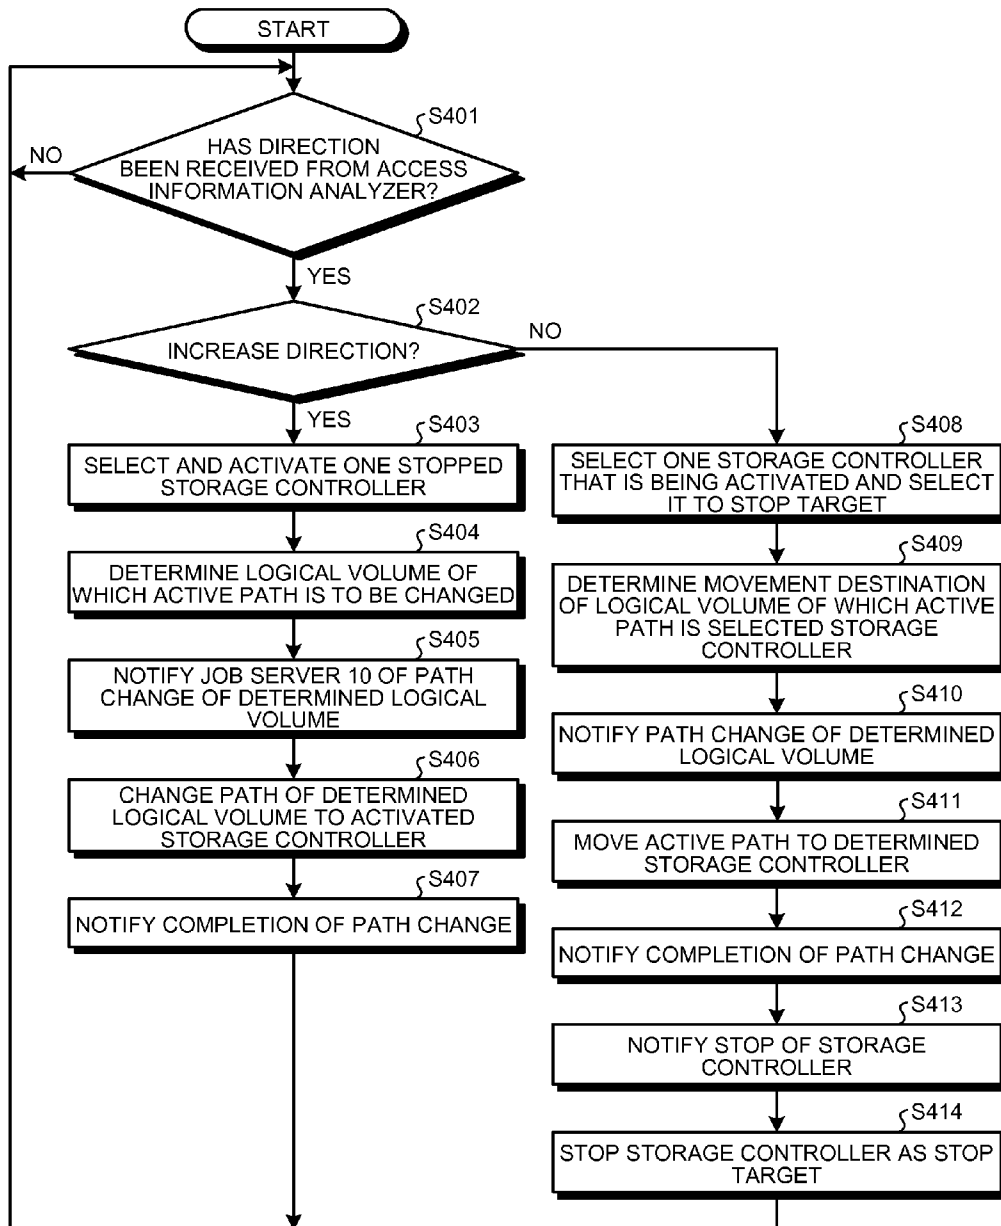 START
S401
NO
HAS DIRECTION
BEEN RECEIVED FROM ACCESS
INFORMATION ANALYZER?
YES
S402
NO
INCREASE DIRECTION?
YES
S403
SELECT AND ACTIVATE ONE STOPPED
STORAGE CONTROLLER
S404
DETERMINE LOGICAL VOLUME OF
WHICH ACTIVE PATH IS TO BE CHANGED
S405
NOTIFY JOB SERVER 10 OF PATH
CHANGE OF DETERMINED LOGICAL
VOLUME
S406
CHANGE PATH OF DETERMINED
LOGICAL VOLUME TO ACTIVATED
STORAGE CONTROLLER
S407
NOTIFY COMPLETION OF PATH CHANGE
S408
SELECT ONE STORAGE CONTROLLER
THAT IS BEING ACTIVATED AND SELECT
IT TO STOP TARGET
S409
DETERMINE MOVEMENT DESTINATION
OF LOGICAL VOLUME OF WHICH ACTIVE
PATH IS SELECTED STORAGE
CONTROLLER
S410
NOTIFY PATH CHANGE OF DETERMINED
LOGICAL VOLUME
S411
MOVE ACTIVE PATH TO DETERMINED
STORAGE CONTROLLER
S412
NOTIFY COMPLETION OF PATH CHANGE
S413
NOTIFY STOP OF STORAGE
CONTROLLER
S414
STOP STORAGE CONTROLLER AS STOP
TARGET